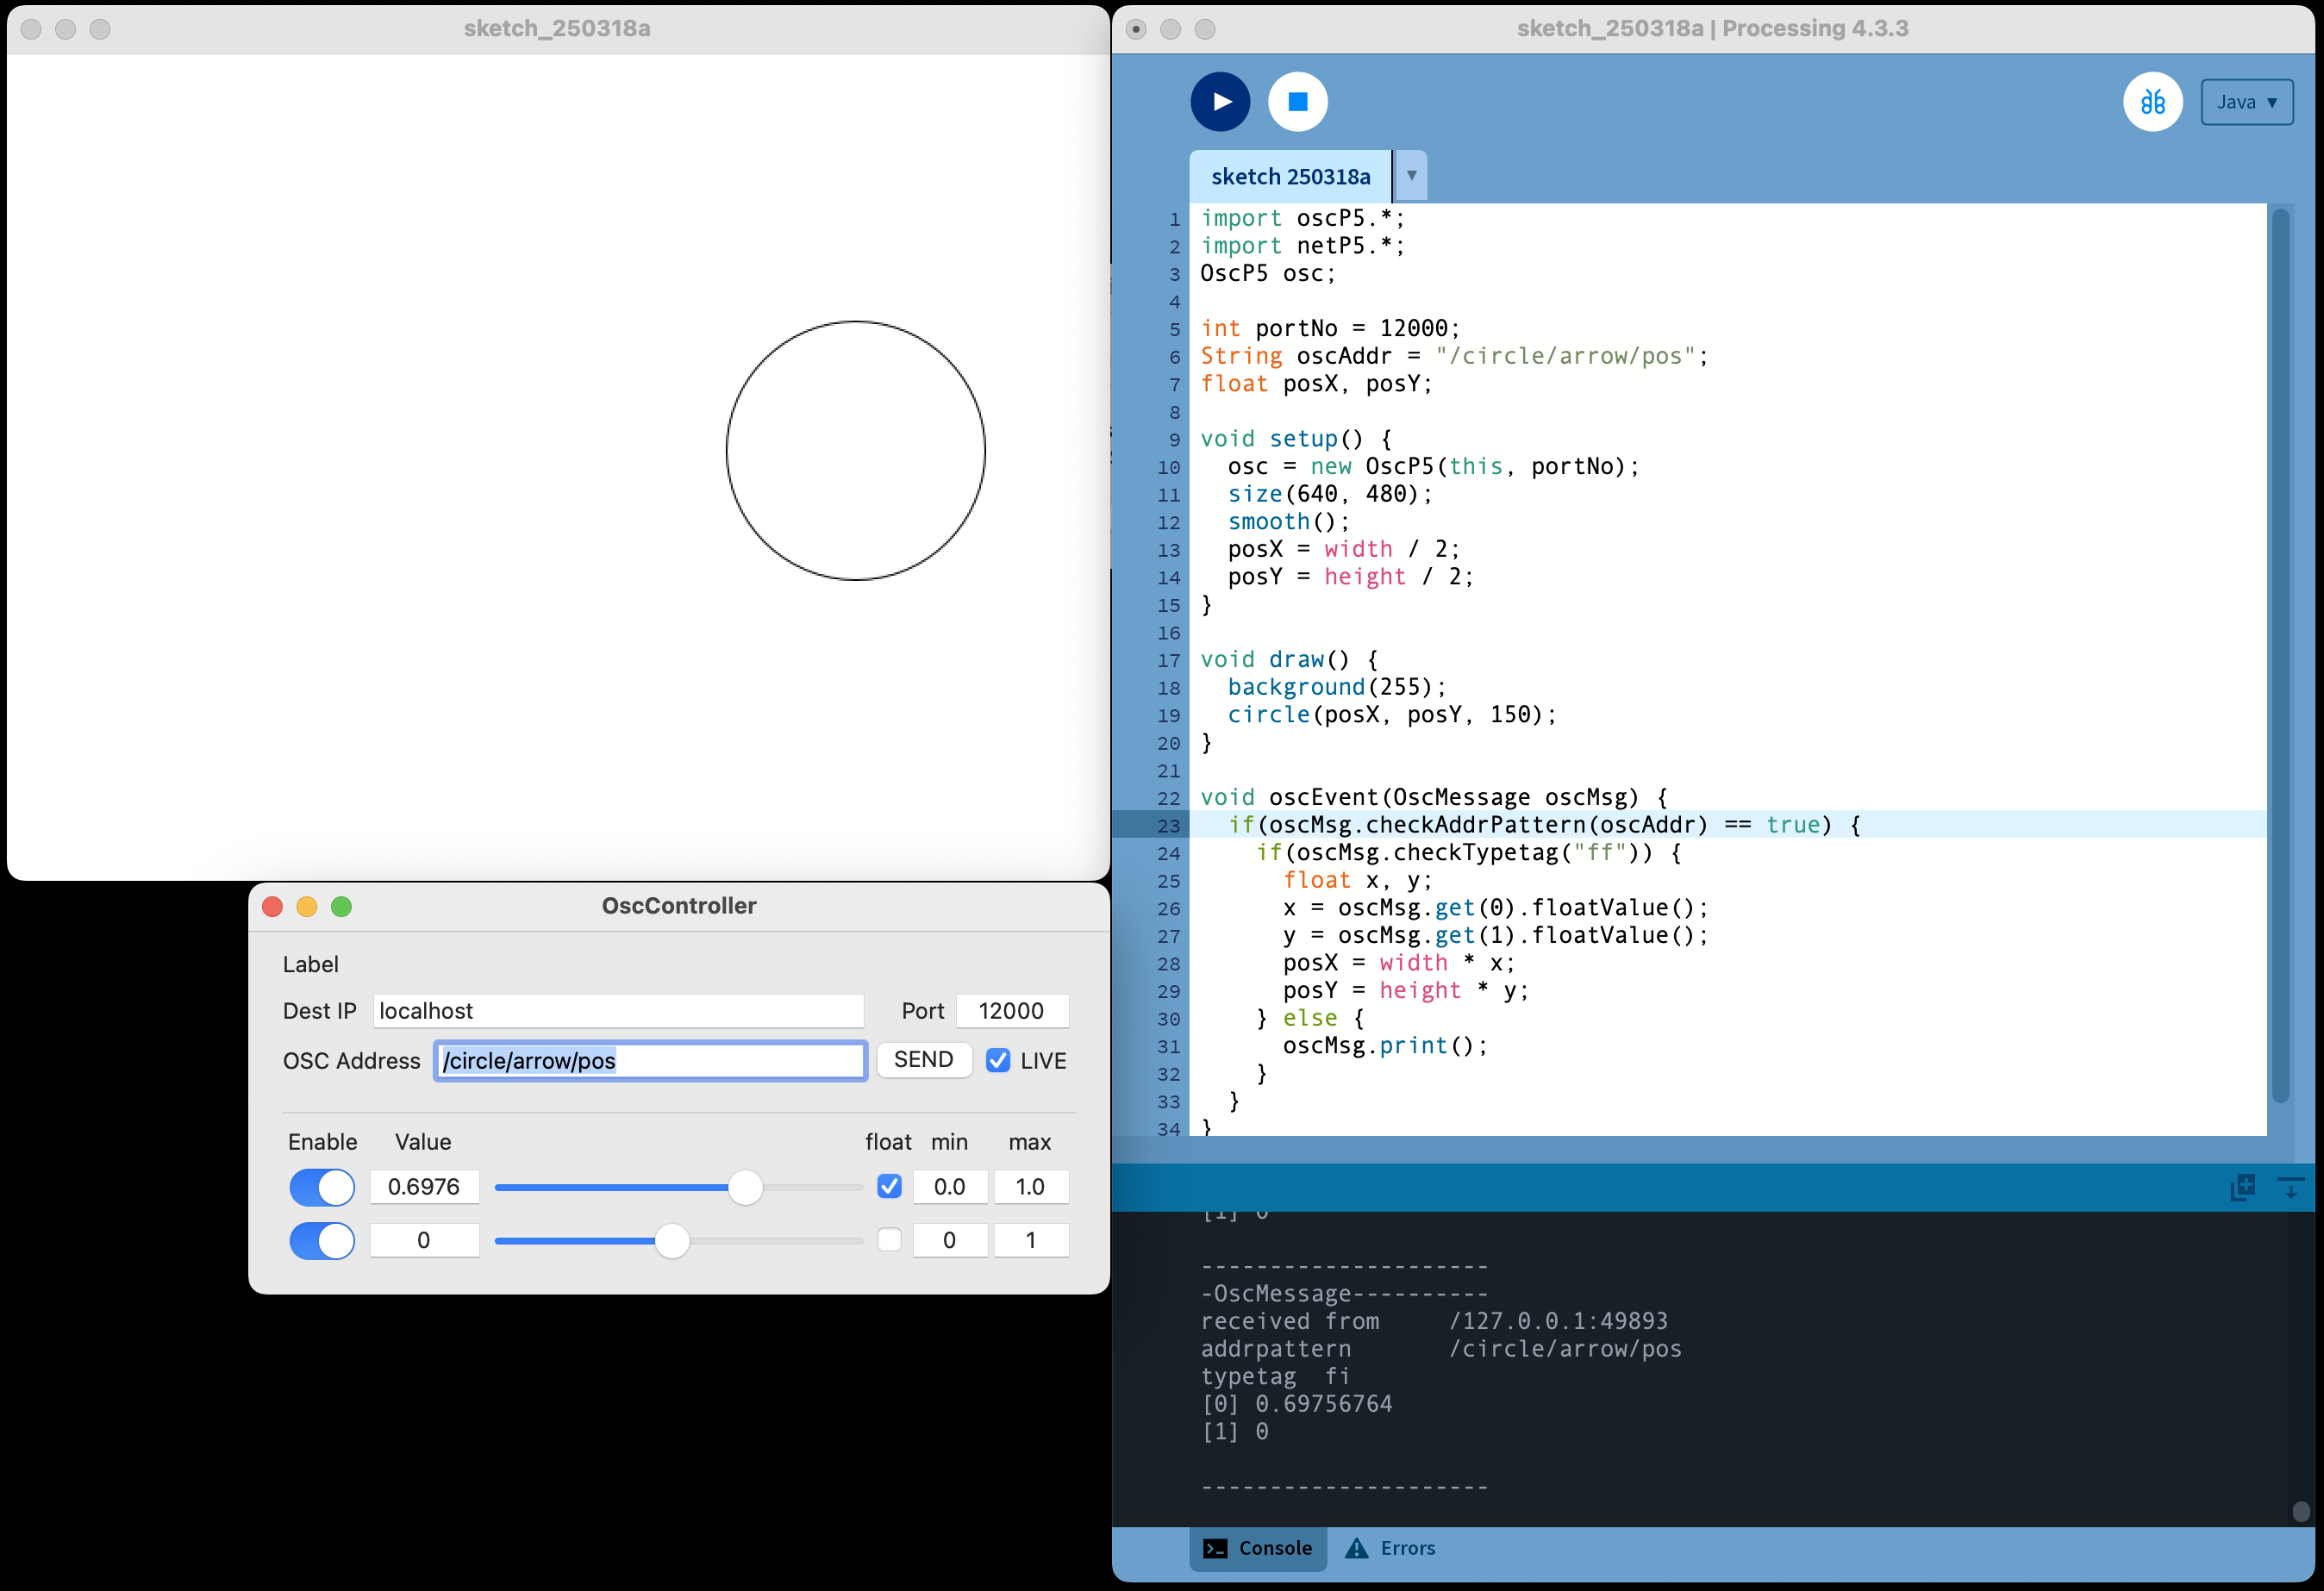 sketch_250318a
sketch_250318a | Processing 4.3.3
Java ▼
sketch 250318a
▼
1 import oscP5.*;
2 import netP5.*;
3 OscP5 osc;
4
5 int portNo = 12000;
6 String oscAddr = "/circle/arrow/pos";
7 float posX, posY;
8
9 void setup() {
10 osc = new OscP5(this, portNo);
11 size(640, 480);
12 smooth();
13 posX = width / 2;
14 posY = height / 2;
15 }
16
17 void draw() {
18 background(255);
19 circle(posX, posY, 150);
20 }
21
22 void oscEvent(OscMessage oscMsg) {
23 if(oscMsg.checkAddrPattern(oscAddr) == true) {
24 if(oscMsg.checkTypetag("ff")) {
25 float x, y;
26 x = oscMsg.get(0).floatValue();
27 y = oscMsg.get(1).floatValue();
28 posX = width * x;
29 posY = height * y;
30 } else {
31 oscMsg.print();
32 }
33 }
34 }
[1] 0
---------------------
-OscMessage----------
received from /127.0.0.1:49893
addrpattern /circle/arrow/pos
typetag fi
[0] 0.69756764
[1] 0
---------------------
Console Errors
OscController
Label
Dest IP localhost Port 12000
OSC Address /circle/arrow/pos SEND LIVE
Enable Value float min max
0.6976 0.0 1.0
0 0 1